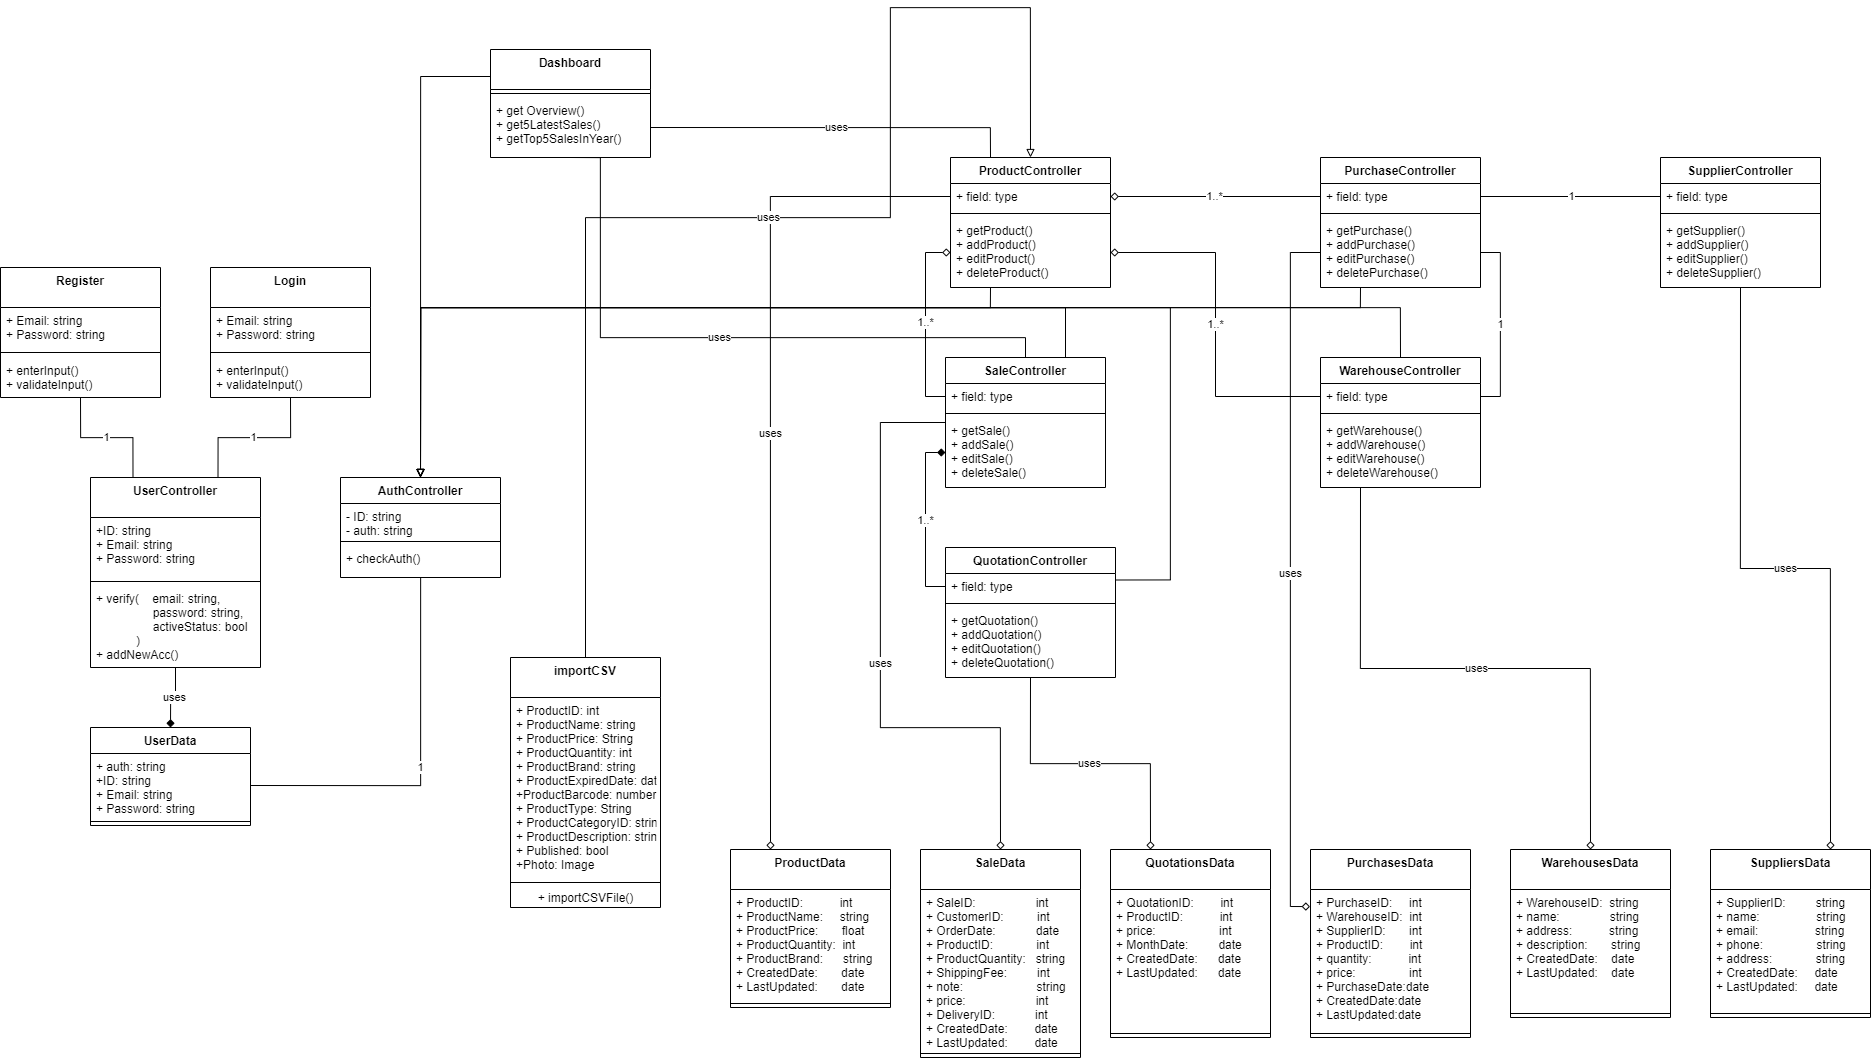 Dashboard
+ get Overview()
+ get5LatestSales()
+ getTop5SalesInYear()
uses
ProductController
+ field: type
+ getProduct()
+ addProduct()
+ editProduct()
+ deleteProduct()
1..*
PurchaseController
+ field: type
+ getPurchase()
+ addPurchase()
+ editPurchase()
+ deletePurchase()
1
SupplierController
+ field: type
+ getSupplier()
+ addSupplier()
+ editSupplier()
+ deleteSupplier()
uses
Register
+ Email: string
+ Password: string
+ enterInput()
+ validateInput()
Login
+ Email: string
+ Password: string
+ enterInput()
+ validateInput()
1..*
1..*
1
uses
SaleController
+ field: type
+ getSale()
+ addSale()
+ editSale()
+ deleteSale()
WarehouseController
+ field: type
+ getWarehouse()
+ addWarehouse()
+ editWarehouse()
+ deleteWarehouse()
1
1
uses
UserController
+ID: string
+ Email: string
+ Password: string
+ verify( email: string,
password: string,
activeStatus: bool
)
+ addNewAcc()
AuthController
- ID: string
- auth: string
+ checkAuth()
1..*
QuotationController
+ field: type
+ getQuotation()
+ addQuotation()
+ editQuotation()
+ deleteQuotation()
uses
uses
uses
uses
uses
uses
UserData
+ auth: string
+ID: string
+ Email: string
+ Password: string
1
uses
importCSV
+ ProductID: int
+ ProductName: string
+ ProductPrice: String
+ ProductQuantity: int
+ ProductBrand: string
+ ProductExpiredDate: dat
+ProductBarcode: number
+ ProductType: String
+ ProductCategoryID: strin
+ ProductDescription: strin
+ Published: bool
+Photo: Image
+ importCSVFile()
ProductData
+ ProductID: int
+ ProductName: string
+ ProductPrice: float
+ ProductQuantity: int
+ ProductBrand: string
+ CreatedDate: date
+ LastUpdated: date
SaleData
+ SaleID: int
+ CustomerID: int
+ OrderDate: date
+ ProductID: int
+ ProductQuantity: string
+ ShippingFee: int
+ note: string
+ price: int
+ DeliveryID: int
+ CreatedDate: date
+ LastUpdated: date
QuotationsData
+ QuotationID: int
+ ProductID: int
+ price: int
+ MonthDate: date
+ CreatedDate: date
+ LastUpdated: date
PurchasesData
+ PurchaseID: int
+ WarehouseID: int
+ SupplierID: int
+ ProductID: int
+ quantity: int
+ price: int
+ PurchaseDate:date
+ CreatedDate:date
+ LastUpdated:date
WarehousesData
+ WarehouseID: string
+ name: string
+ address: string
+ description: string
+ CreatedDate: date
+ LastUpdated: date
SuppliersData
+ SupplierID: string
+ name: string
+ email: string
+ phone: string
+ address: string
+ CreatedDate: date
+ LastUpdated: date